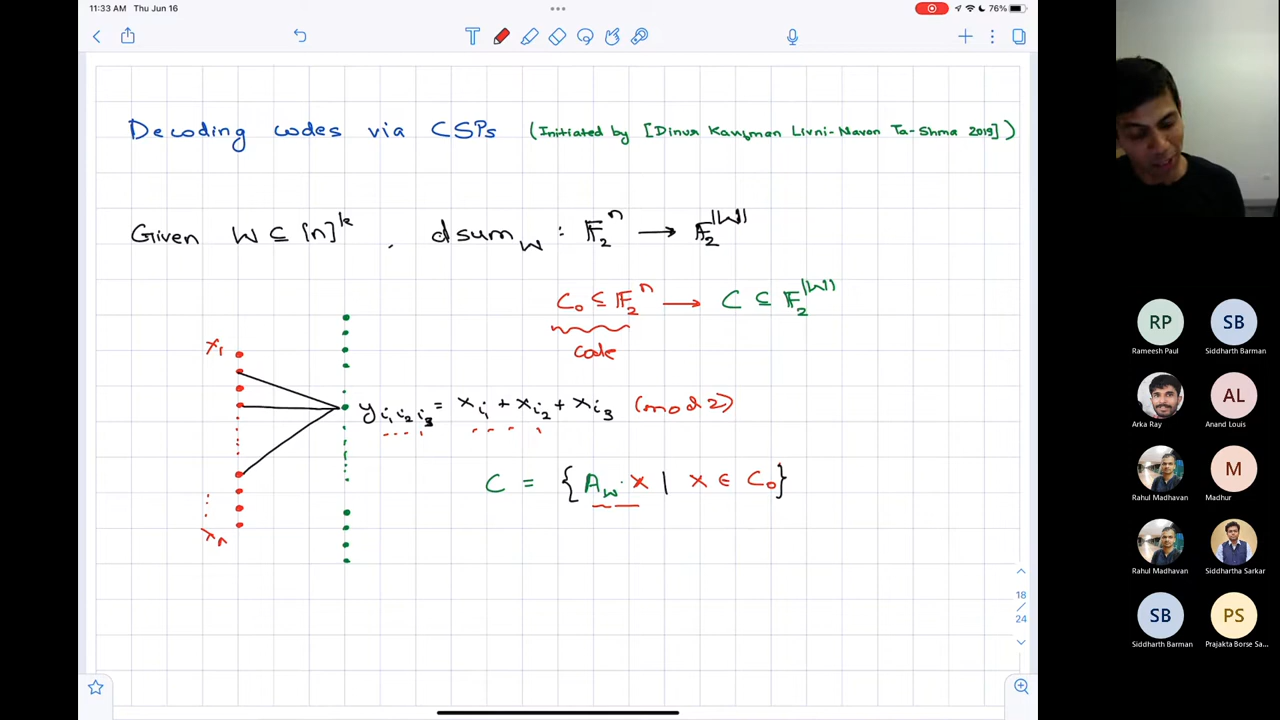 11:33 AM Thu Jun 16
76%
Decoding codes via CSPs (Initiated by [Dinur Kaufman Livni-Navon Ta-Shma 2019])
Given W ⊆ [n]^k , dsum_W : F_2^n → F_2^|W|
C_0 ⊆ F_2^n → C ⊆ F_2^|W|
code
x_1
y_{i_1 i_2 i_3} = x_{i_1} + x_{i_2} + x_{i_3} (mod 2)
C = { A_W · x | x ∈ C_0 }
x_n
18
/
24
RP
SB
Rameesh Paul
Siddharth Barman
AL
Arka Ray
Anand Louis
M
Rahul Madhavan
Madhur
Rahul Madhavan
Siddhartha Sarkar
SB
PS
Siddharth Barman
Prajakta Borse Sa...